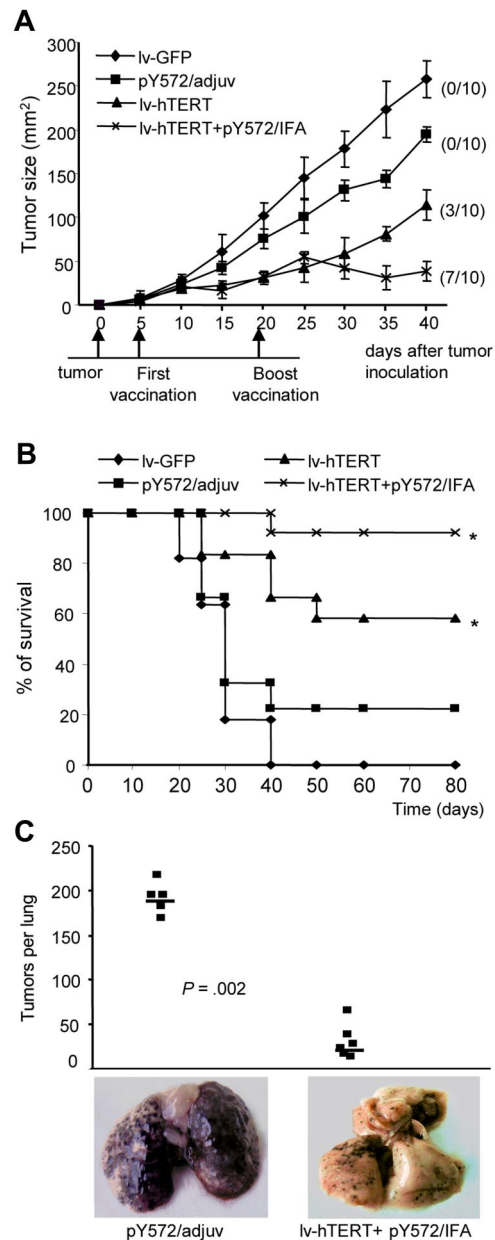 A
lv-GFP
pY572/adjuv
lv-hTERT
lv-hTERT+pY572/IFA
Tumor size (mm²)
300
250
200
150
100
50
0
(0/10)
(0/10)
(3/10)
(7/10)
0 5 10 15 20 25 30 35 40
tumor
First vaccination
Boost vaccination
days after tumor inoculation
B
lv-GFP
lv-hTERT
pY572/adjuv
lv-hTERT+pY572/IFA
% of survival
100
80
60
40
20
0
*
*
0 10 20 30 40 50 60 70 80
Time (days)
C
Tumors per lung
250
200
150
100
50
0
P = .002
pY572/adjuv
lv-hTERT+ pY572/IFA